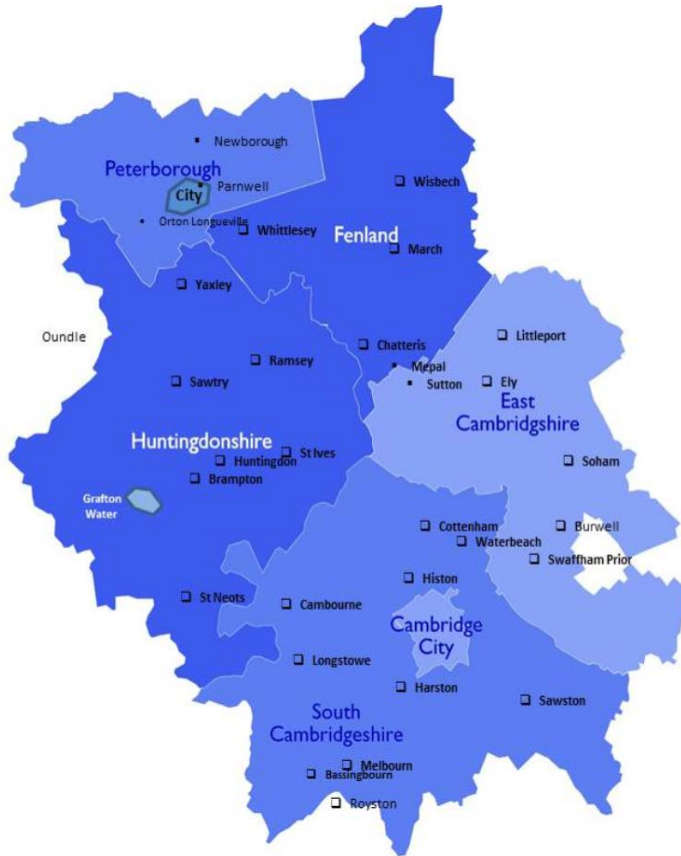 Newborough
Peterborough
Parnwell
City
Wisbech
Orton Longueville
Whittlesey
Fenland
March
Yaxley
Oundle
Littleport
Chatteris
Ramsey
Mepal
Sawtry
Sutton
Ely
East
Cambridgshire
Huntingdonshire
St Ives
Huntingdon
Soham
Brampton
Grafton
Water
Cottenham
Burwell
Waterbeach
Swaffham Prior
Histon
St Neots
Cambourne
Cambridge
City
Longstowe
Harston
Sawston
South
Cambridgeshire
Melbourn
Bassingbourn
Royston